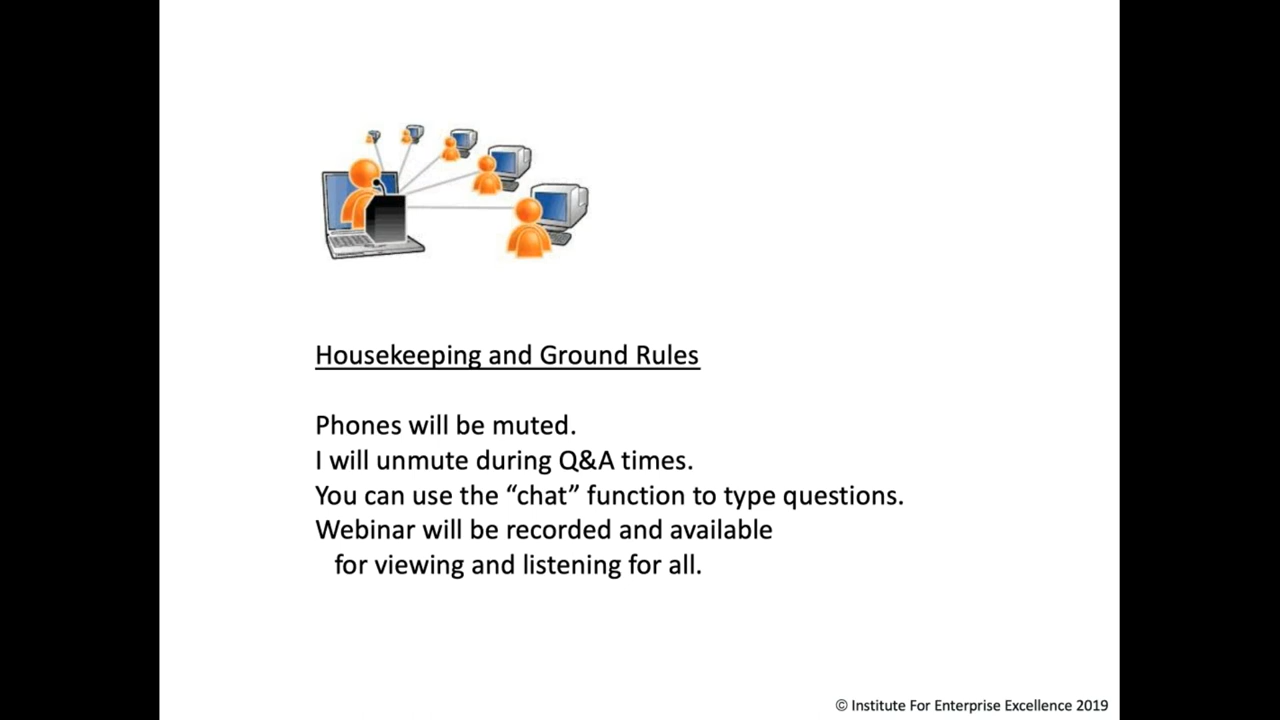 Housekeeping and Ground Rules
Phones will be muted.
I will unmute during Q&A times.
You can use the “chat” function to type questions.
Webinar will be recorded and available
for viewing and listening for all.
© Institute For Enterprise Excellence 2019